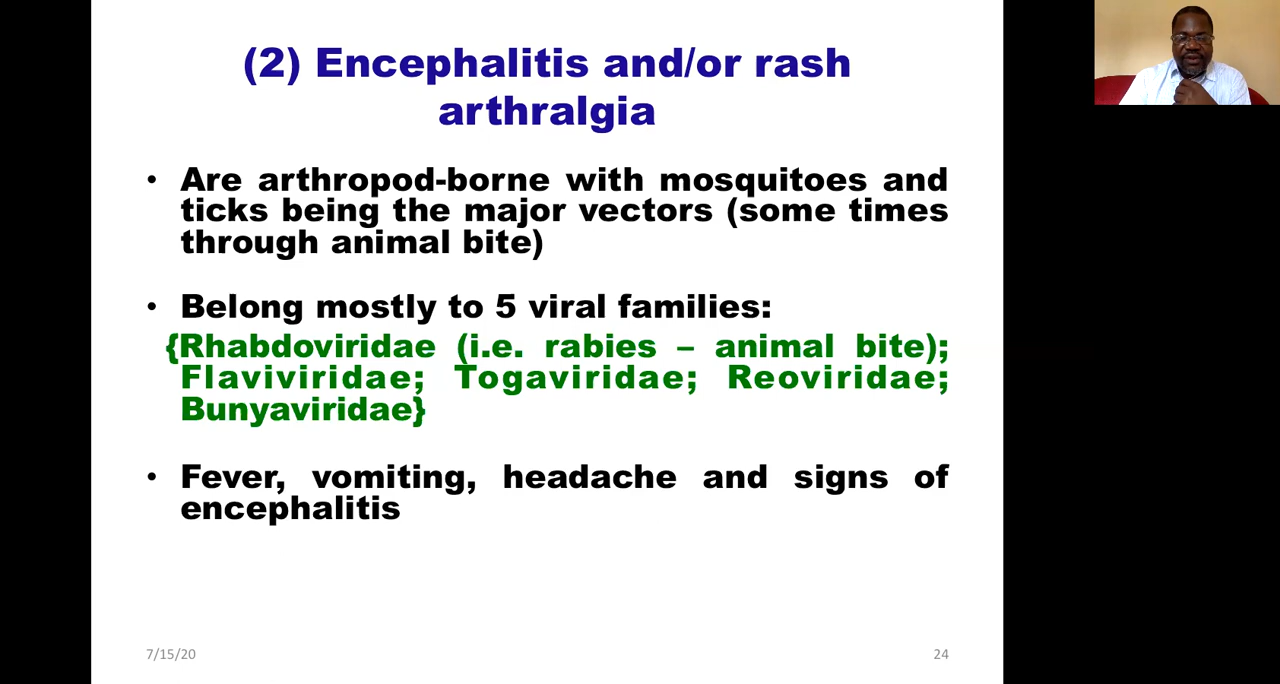 (2) Encephalitis and/or rash
arthralgia
• Are arthropod-borne with mosquitoes and
ticks being the major vectors (some times
through animal bite)
• Belong mostly to 5 viral families:
{Rhabdoviridae (i.e. rabies – animal bite);
Flaviviridae; Togaviridae; Reoviridae;
Bunyaviridae}
• Fever, vomiting, headache and signs of
encephalitis
7/15/20
24